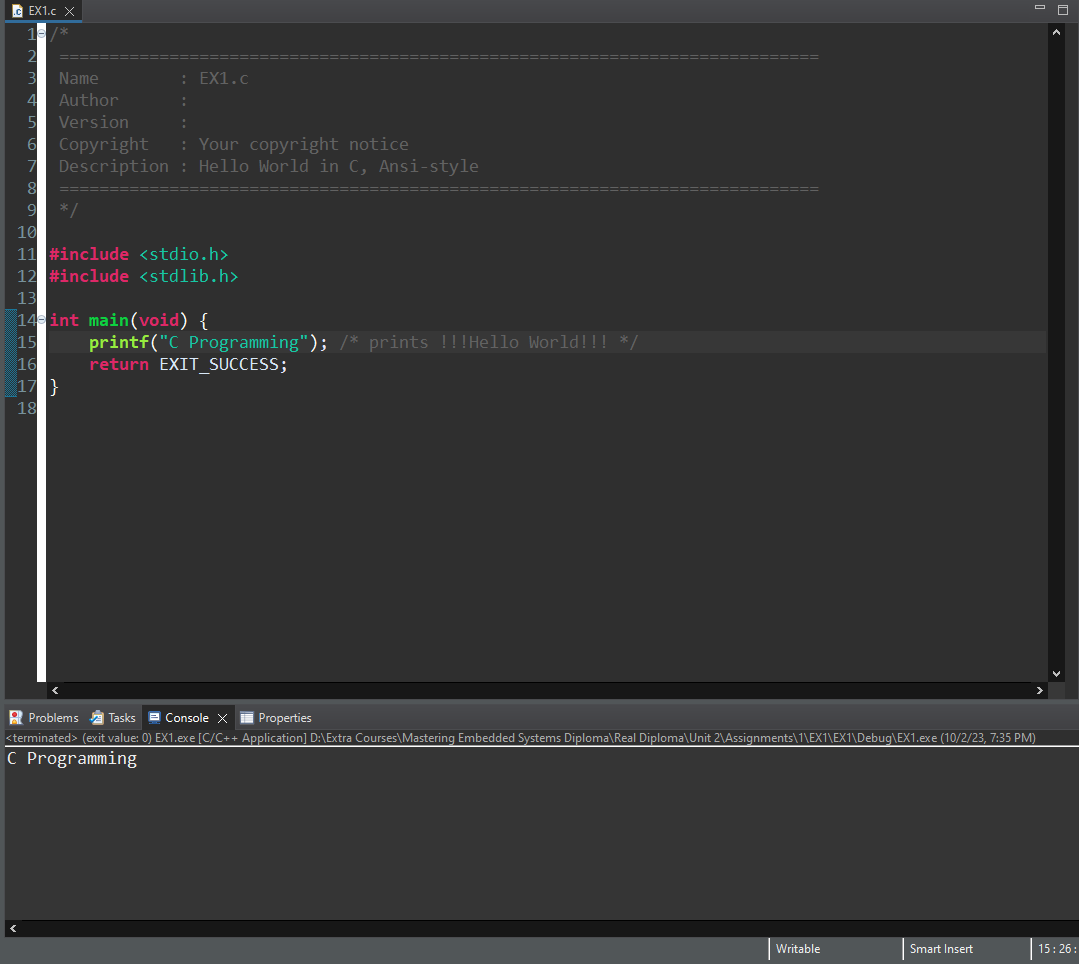 EX1.c
1 /*
2 ============================================================================
3 Name        : EX1.c
4 Author      :
5 Version     :
6 Copyright   : Your copyright notice
7 Description : Hello World in C, Ansi-style
8 ============================================================================
9 */
10
11 #include <stdio.h>
12 #include <stdlib.h>
13
14 int main(void) {
15     printf("C Programming"); /* prints !!!Hello World!!! */
16     return EXIT_SUCCESS;
17 }
18
Problems Tasks Console Properties
<terminated> (exit value: 0) EX1.exe [C/C++ Application] D:\Extra Courses\Mastering Embedded Systems Diploma\Real Diploma\Unit 2\Assignments\1\EX1\EX1\Debug\EX1.exe (10/2/23, 7:35 PM)
C Programming
Writable Smart Insert 15 : 26 :